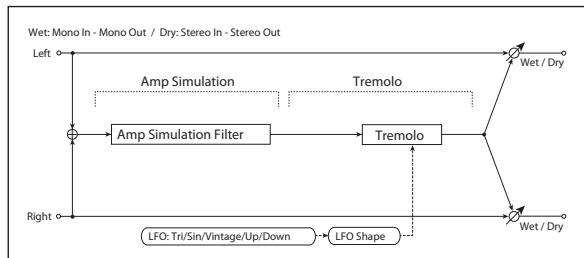 Wet: Mono In - Mono Out / Dry: Stereo In - Stereo Out
Left
Wet / Dry
Amp Simulation
Tremolo
Amp Simulation Filter
Tremolo
Right
Wet / Dry
LFO: Tri/Sin/Vintage/Up/Down
LFO Shape